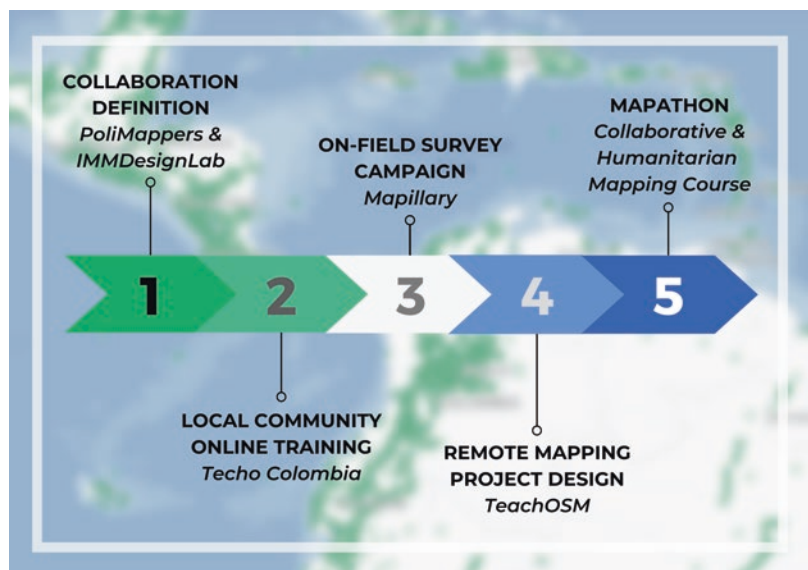 COLLABORATION
DEFINITION
PoliMappers &
IMMDesignLab
ON-FIELD SURVEY
CAMPAIGN
Mapillary
MAPATHON
Collaborative &
Humanitarian
Mapping Course
1
2
3
4
5
LOCAL COMMUNITY
ONLINE TRAINING
Techo Colombia
REMOTE MAPPING
PROJECT DESIGN
TeachOSM